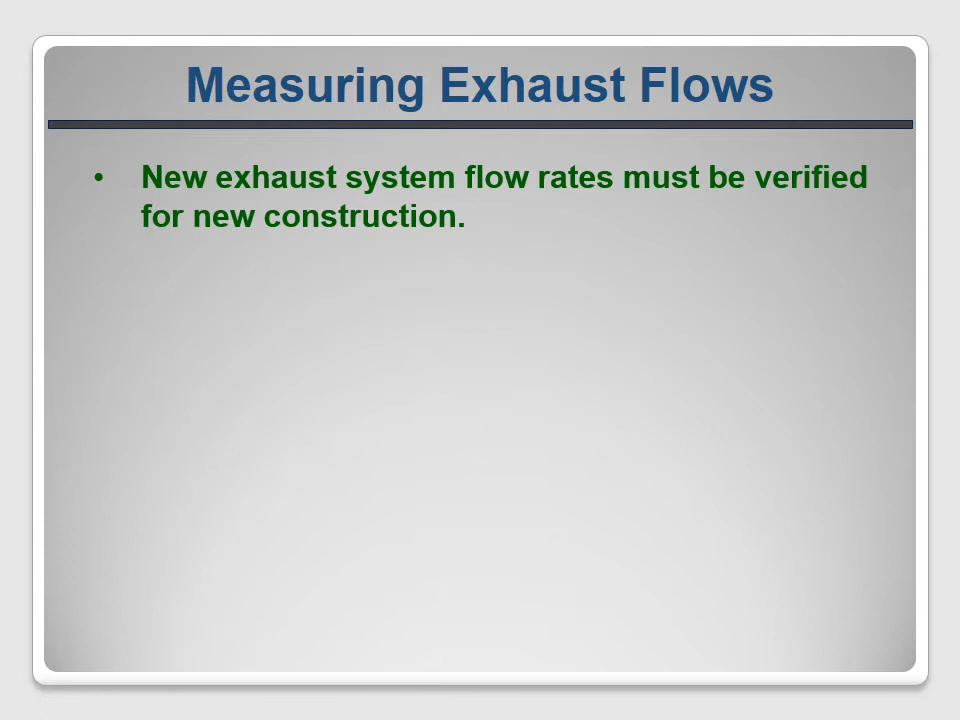 Measuring Exhaust Flows
• New exhaust system flow rates must be verified
for new construction.